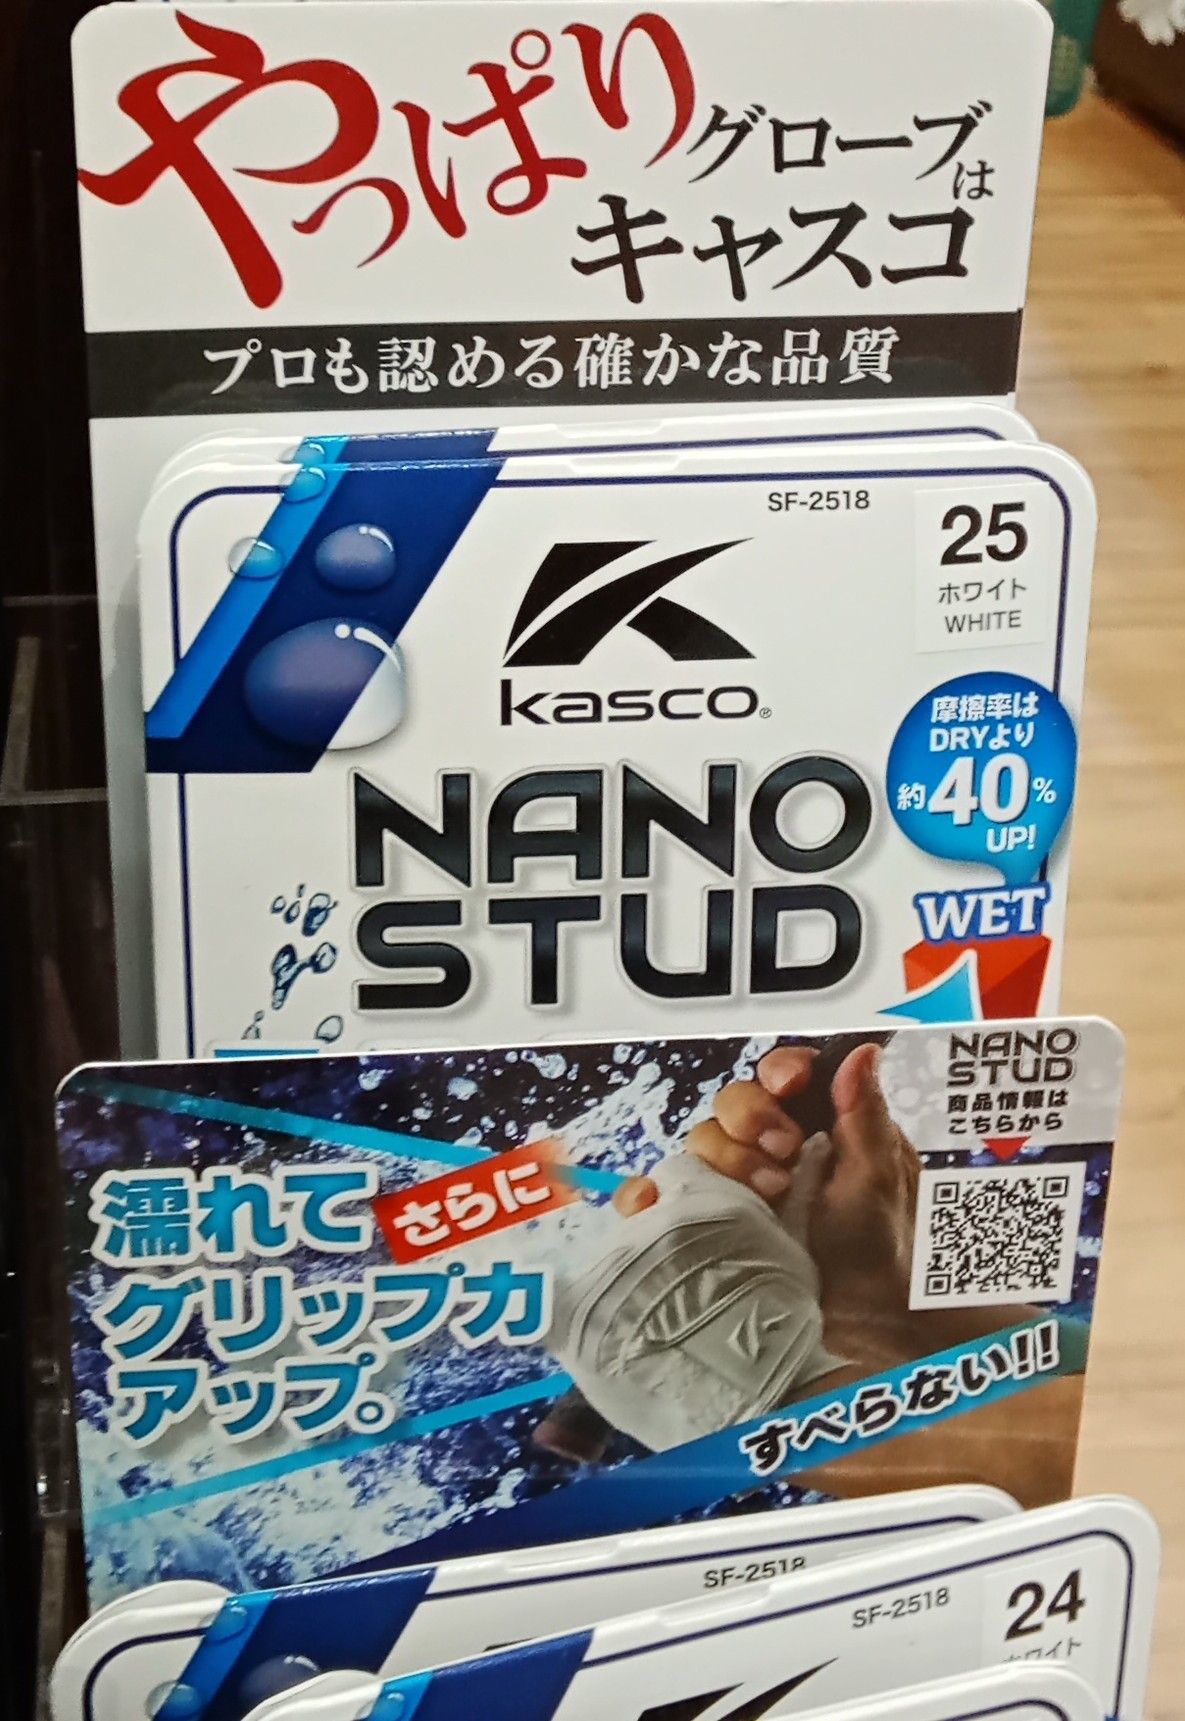 やっぱりグローブは
キャスコ
プロも認める確かな品質
SF-2518
25
ホワイト
WHITE
kasco®
NANO
STUD
摩擦率は
DRYより
約40%
UP!
WET
NANO
STUD
商品情報は
こちらから
濡れてさらに
グリップ力
アップ。
すべらない!!
SF-2518
SF-2518
24
ホワイト